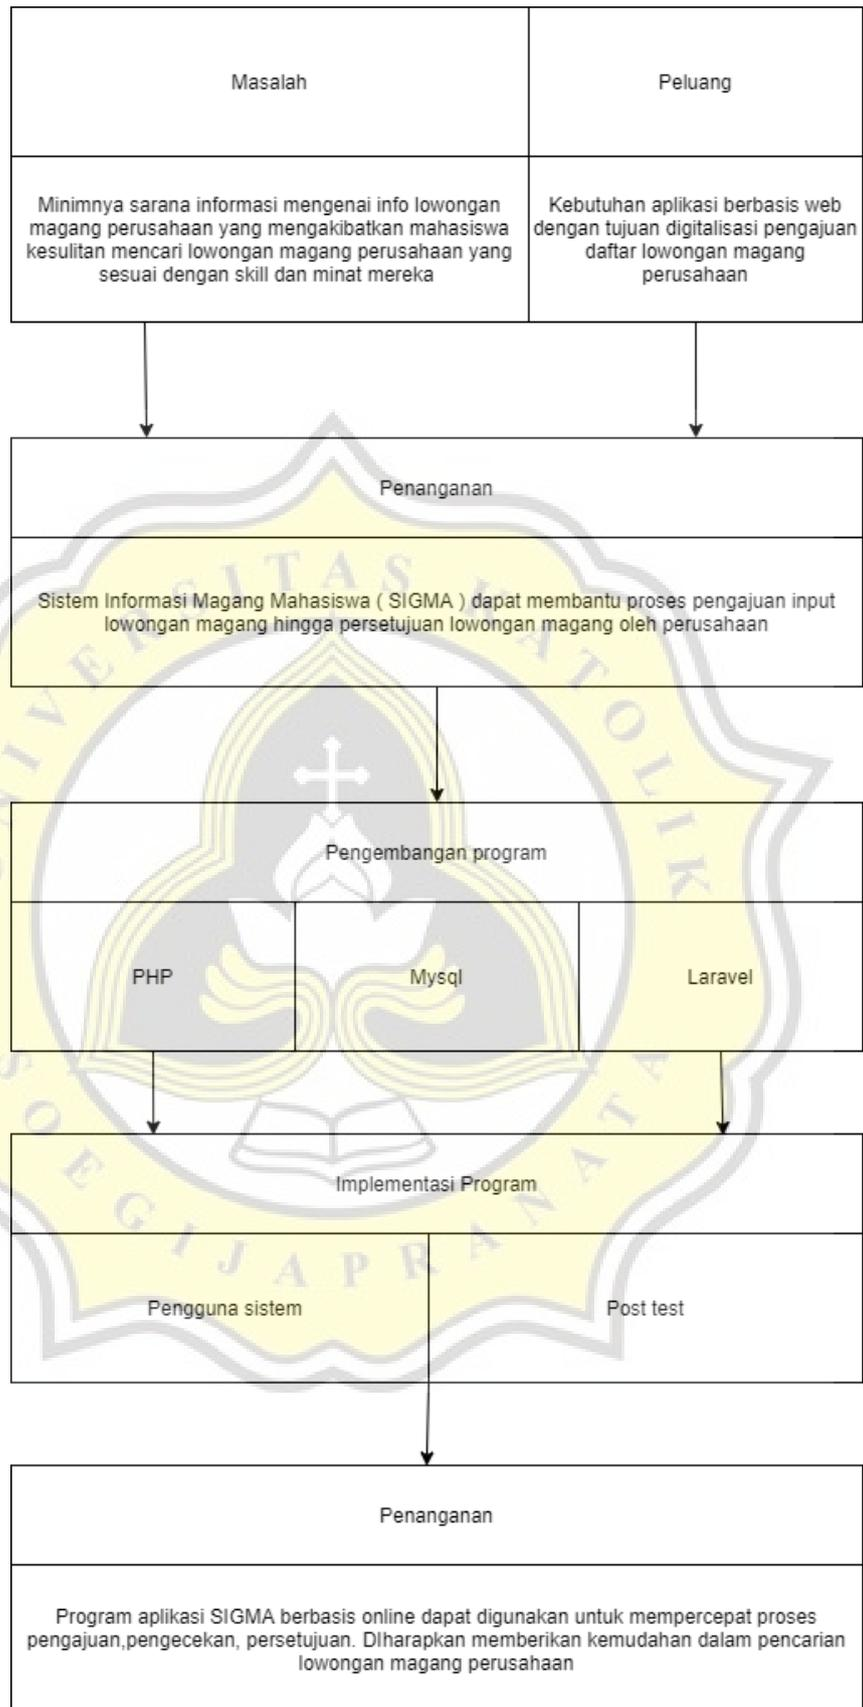 Masalah
Peluang
Minimnya sarana informasi mengenai info lowongan
magang perusahaan yang mengakibatkan mahasiswa
kesulitan mencari lowongan magang perusahaan yang
sesuai dengan skill dan minat mereka
Kebutuhan aplikasi berbasis web
dengan tujuan digitalisasi pengajuan
daftar lowongan magang
perusahaan
Penanganan
Sistem Informasi Magang Mahasiswa ( SIGMA ) dapat membantu proses pengajuan input
lowongan magang hingga persetujuan lowongan magang oleh perusahaan
Pengembangan program
PHP
Mysql
Laravel
Implementasi Program
Pengguna sistem
Post test
Penanganan
Program aplikasi SIGMA berbasis online dapat digunakan untuk mempercepat proses
pengajuan,pengecekan, persetujuan. DIharapkan memberikan kemudahan dalam pencarian
lowongan magang perusahaan
UNIVERSITAS KATOLIK
SOEGIJAPRANATA